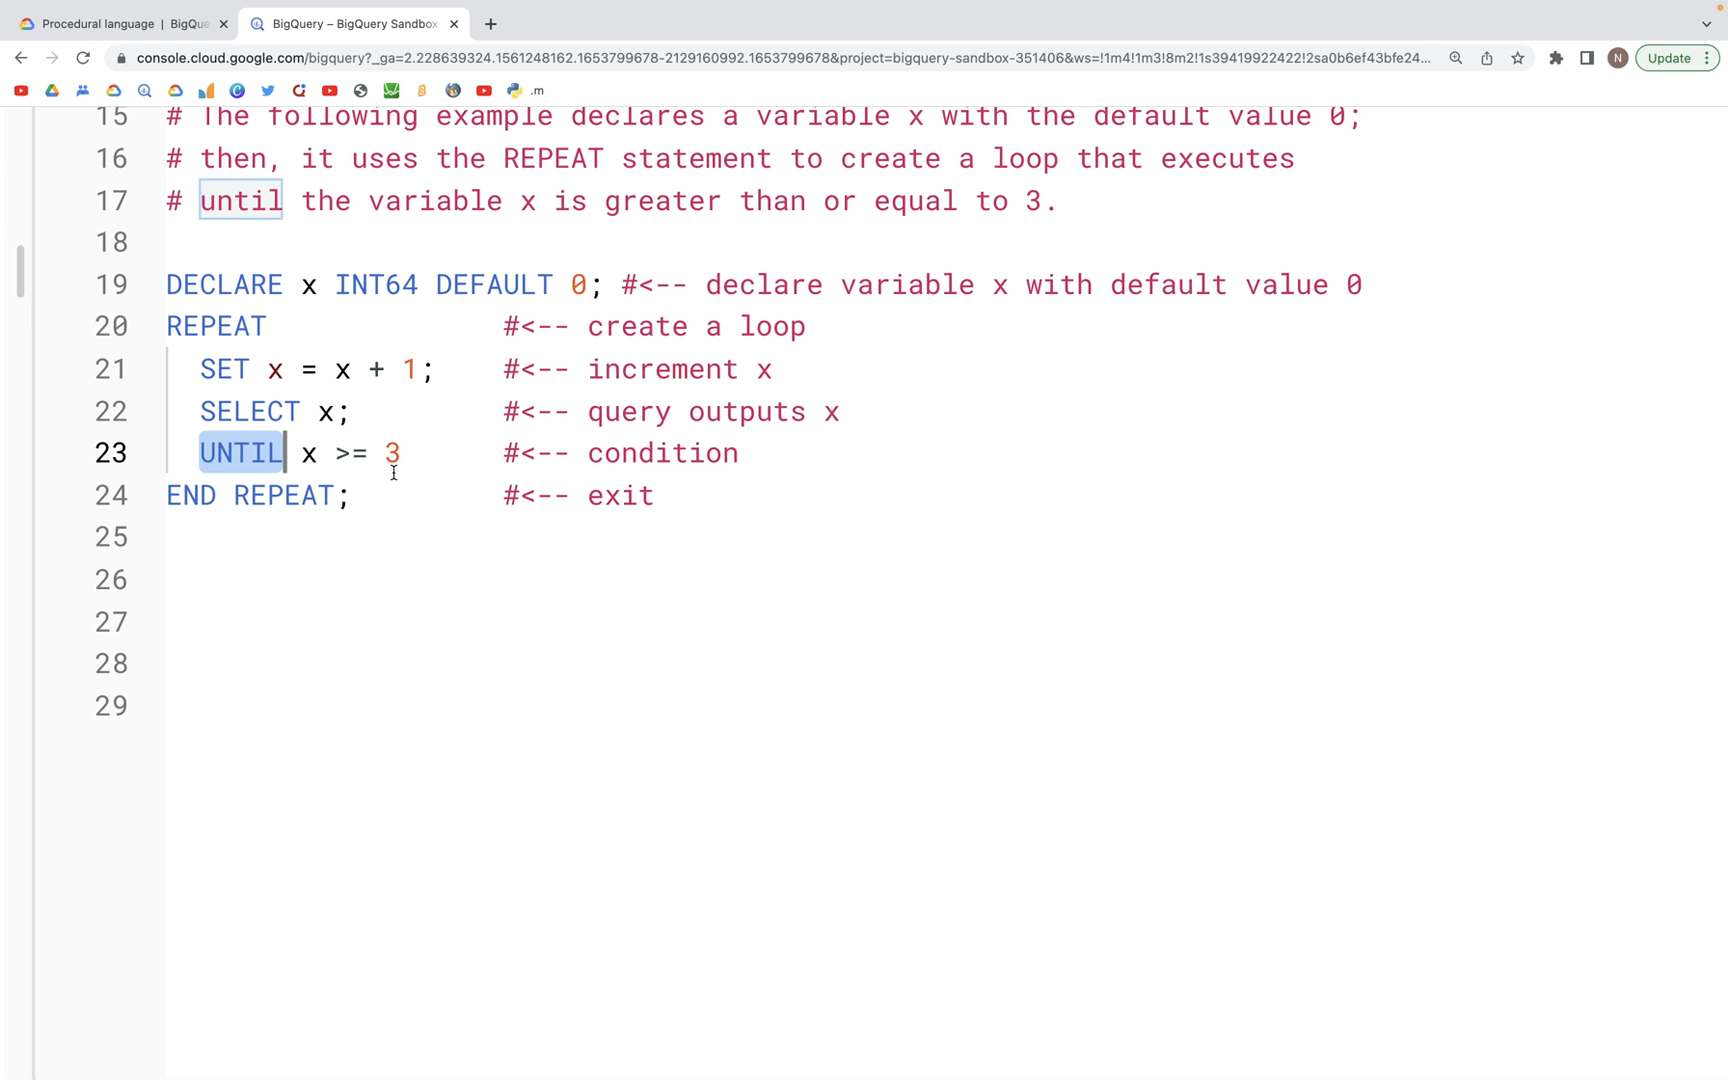 Procedural language | BigQue
BigQuery – BigQuery Sandbox
console.cloud.google.com/bigquery?_ga=2.228639324.1561248162.1653799678-2129160992.1653799678&project=bigquery-sandbox-351406&ws=!1m4!1m3!8m2!1s39419922422!2sa0b6ef43bfe24...
N
Update
.m
15 # The following example declares a variable x with the default value 0;
16 # then, it uses the REPEAT statement to create a loop that executes
17 # until the variable x is greater than or equal to 3.
18
19 DECLARE x INT64 DEFAULT 0; #<-- declare variable x with default value 0
20 REPEAT #<-- create a loop
21 SET x = x + 1; #<-- increment x
22 SELECT x; #<-- query outputs x
23 UNTIL x >= 3 #<-- condition
24 END REPEAT; #<-- exit
25
26
27
28
29